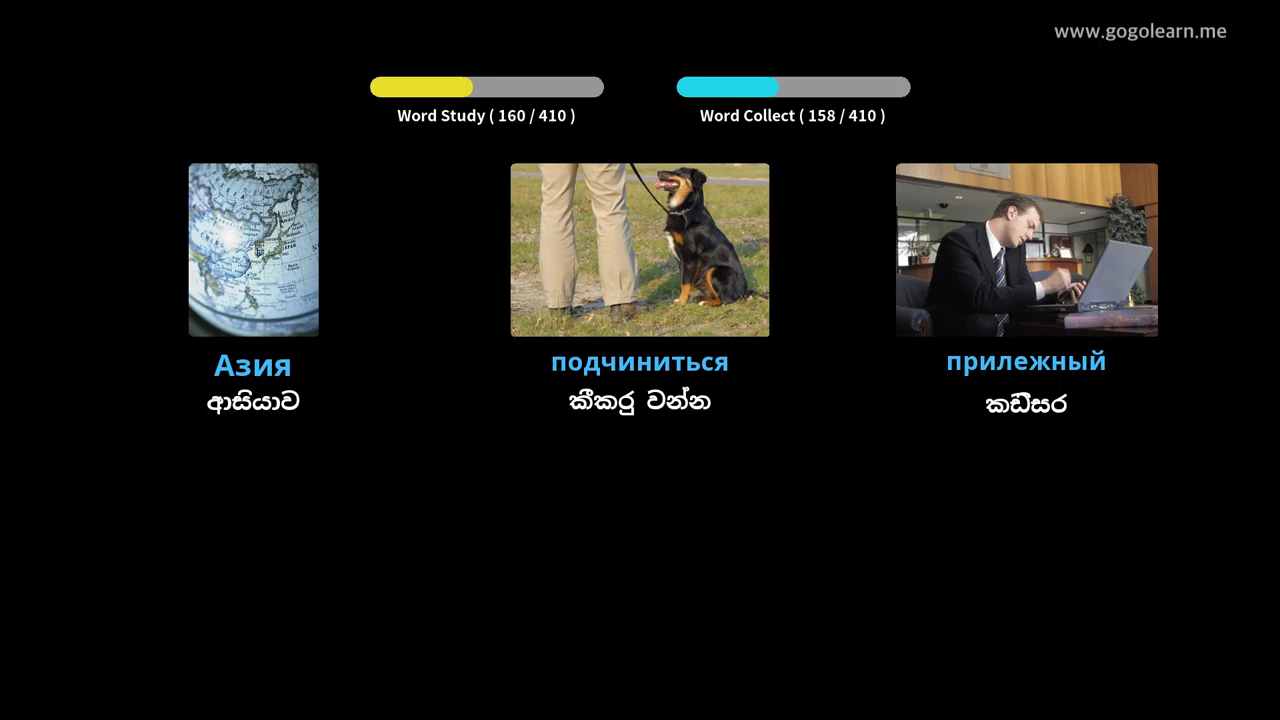 www.gogolearn.me
Word Study ( 160 / 410 )
Word Collect ( 158 / 410 )
Азия
подчиниться
прилежный
ආසියාව
කීකරු වන්න
කඩිසර